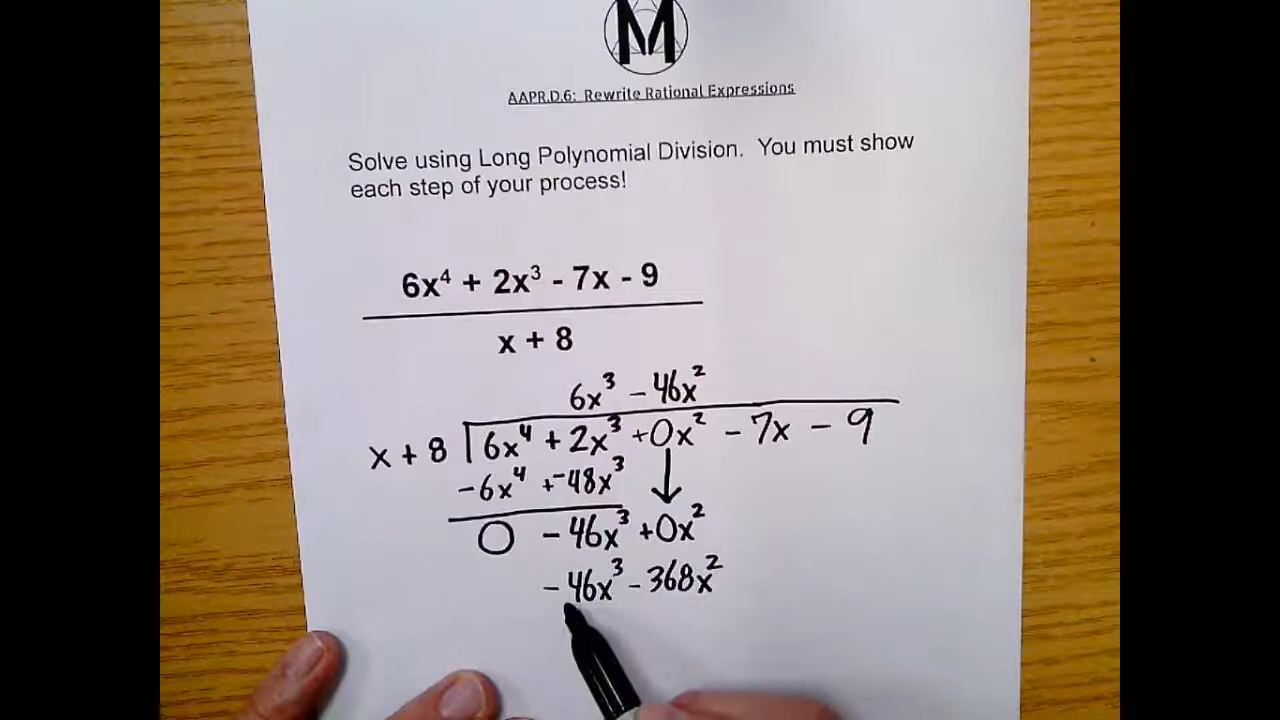 M
AAPR.D.6: Rewrite Rational Expressions
Solve using Long Polynomial Division. You must show
each step of your process!
6x⁴ + 2x³ - 7x - 9
x + 8
6x³ - 46x²
x + 8 6x⁴ + 2x³ + 0x² - 7x - 9
-6x⁴ + -48x³
0 - 46x³ + 0x²
- 46x³ - 368x²